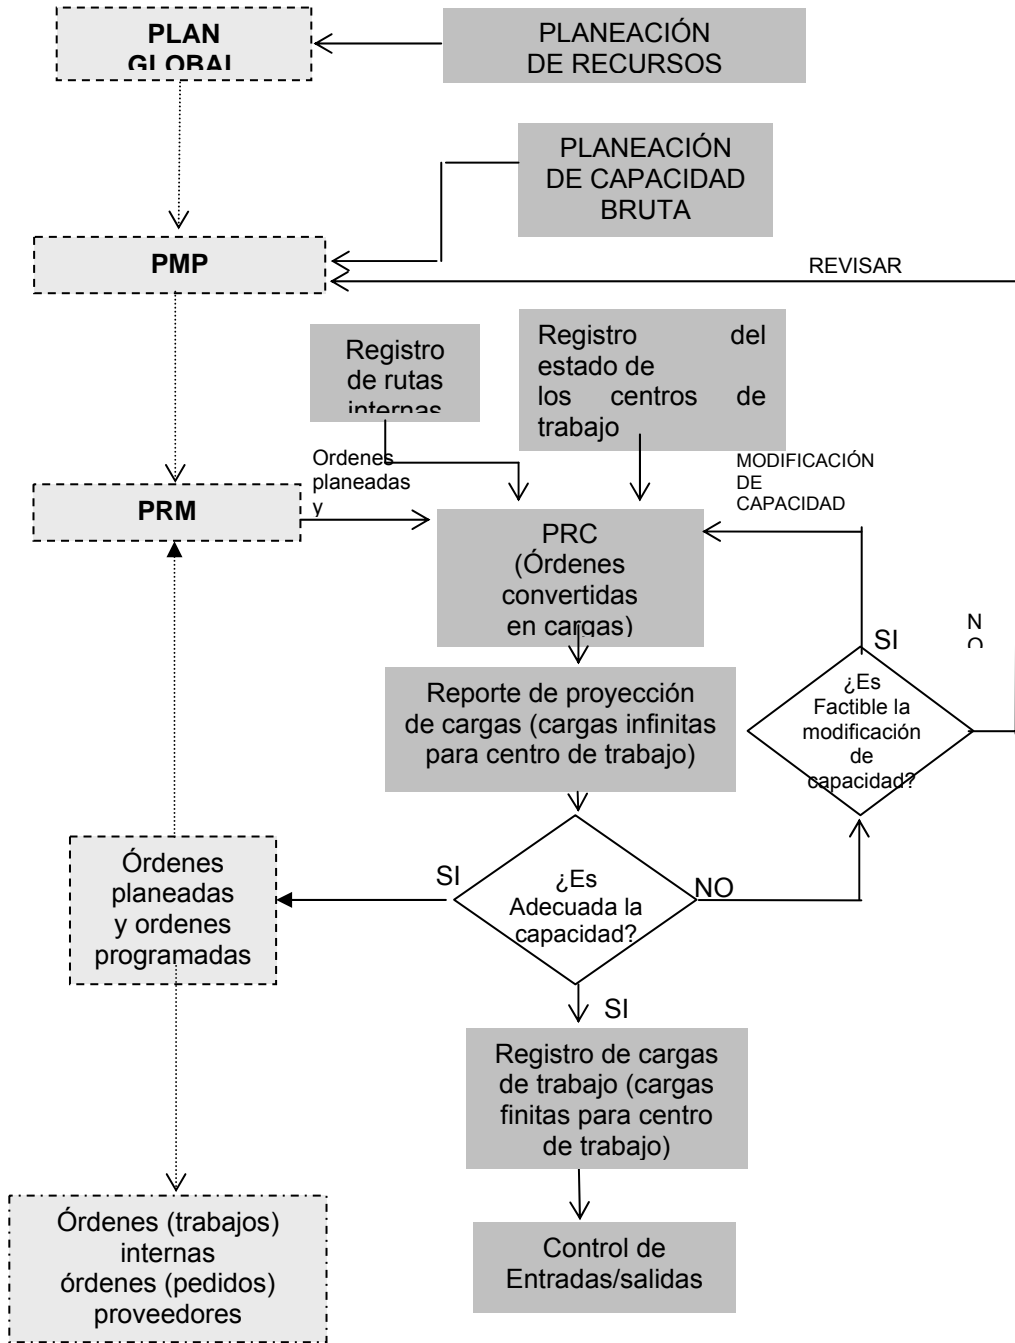 PLAN
GLOBAL
PLANEACIÓN
DE RECURSOS
PLANEACIÓN
DE CAPACIDAD
BRUTA
PMP
REVISAR
Registro
de rutas
internas
Registro del
estado de
los centros de
trabajo
Ordenes
planeadas
y
MODIFICACIÓN
DE
CAPACIDAD
PRM
PRC
(Órdenes
convertidas
en cargas)
N
O
SI
¿Es
Factible la
modificación
de
capacidad?
Reporte de proyección
de cargas (cargas infinitas
para centro de trabajo)
Órdenes
planeadas
y ordenes
programadas
SI
¿Es
Adecuada la
capacidad?
NO
SI
Registro de cargas
de trabajo (cargas
finitas para centro
de trabajo)
Órdenes (trabajos)
internas
órdenes (pedidos)
proveedores
Control de
Entradas/salidas